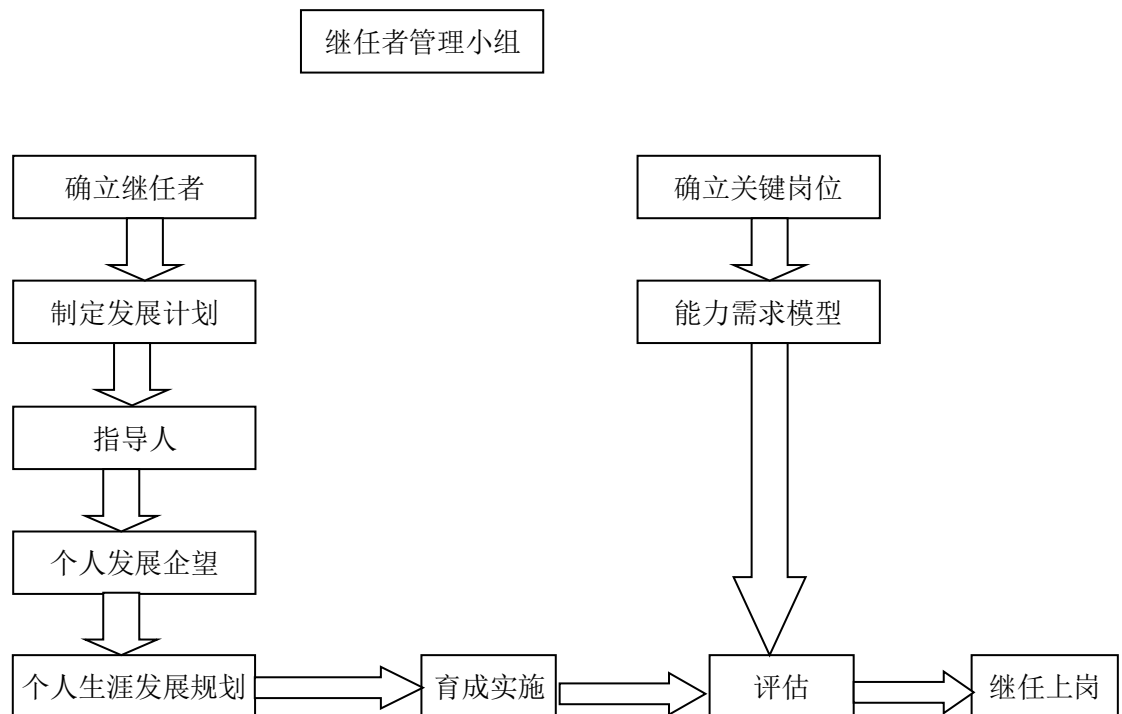 继任者管理小组
确立继任者
确立关键岗位
制定发展计划
能力需求模型
指导人
个人发展企望
个人生涯发展规划
育成实施
评估
继任上岗